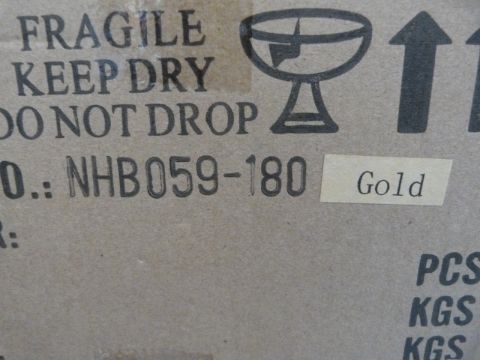 FRAGILE
KEEP DRY
DO NOT DROP
O.: NHB059-180 Gold
R:
PCS
KGS
KGS